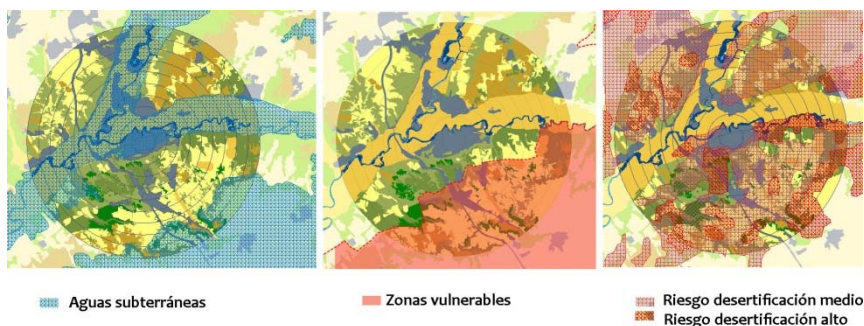 Aguas subterráneas
Zonas vulnerables
Riesgo desertificación medio
Riesgo desertificación alto